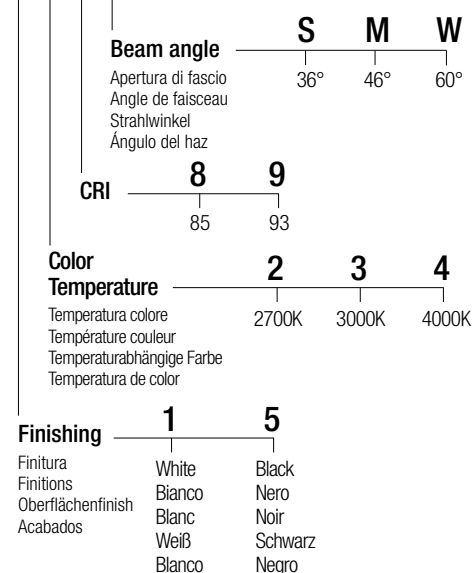 S M W
Beam angle
Apertura di fascio 36° 46° 60°
Angle de faisceau
Strahlwinkel
Ángulo del haz
8 9
CRI
85 93
Color
Temperature 2 3 4
Temperatura colore 2700K 3000K 4000K
Température couleur
Temperaturabhängige Farbe
Temperatura de color
1 5
Finishing
Finitura White Black
Finitions Bianco Nero
Oberflächenfinish Blanc Noir
Acabados Weiß Schwarz
Blanco Negro